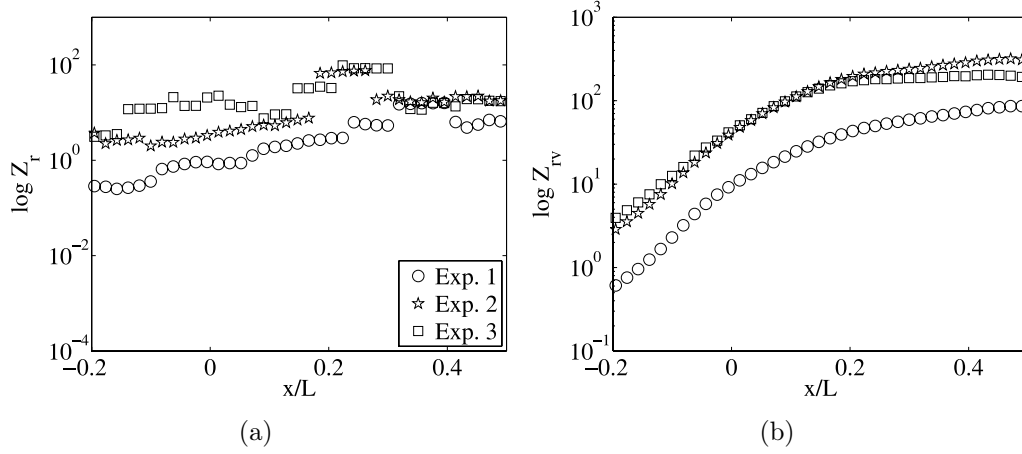 10^2
10^0
10^-2
10^-4
log Z_r
−0.2 0 0.2 0.4
x/L
Exp. 1
Exp. 2
Exp. 3
(a)
10^3
10^2
10^1
10^0
10^-1
log Z_rv
−0.2 0 0.2 0.4
x/L
(b)